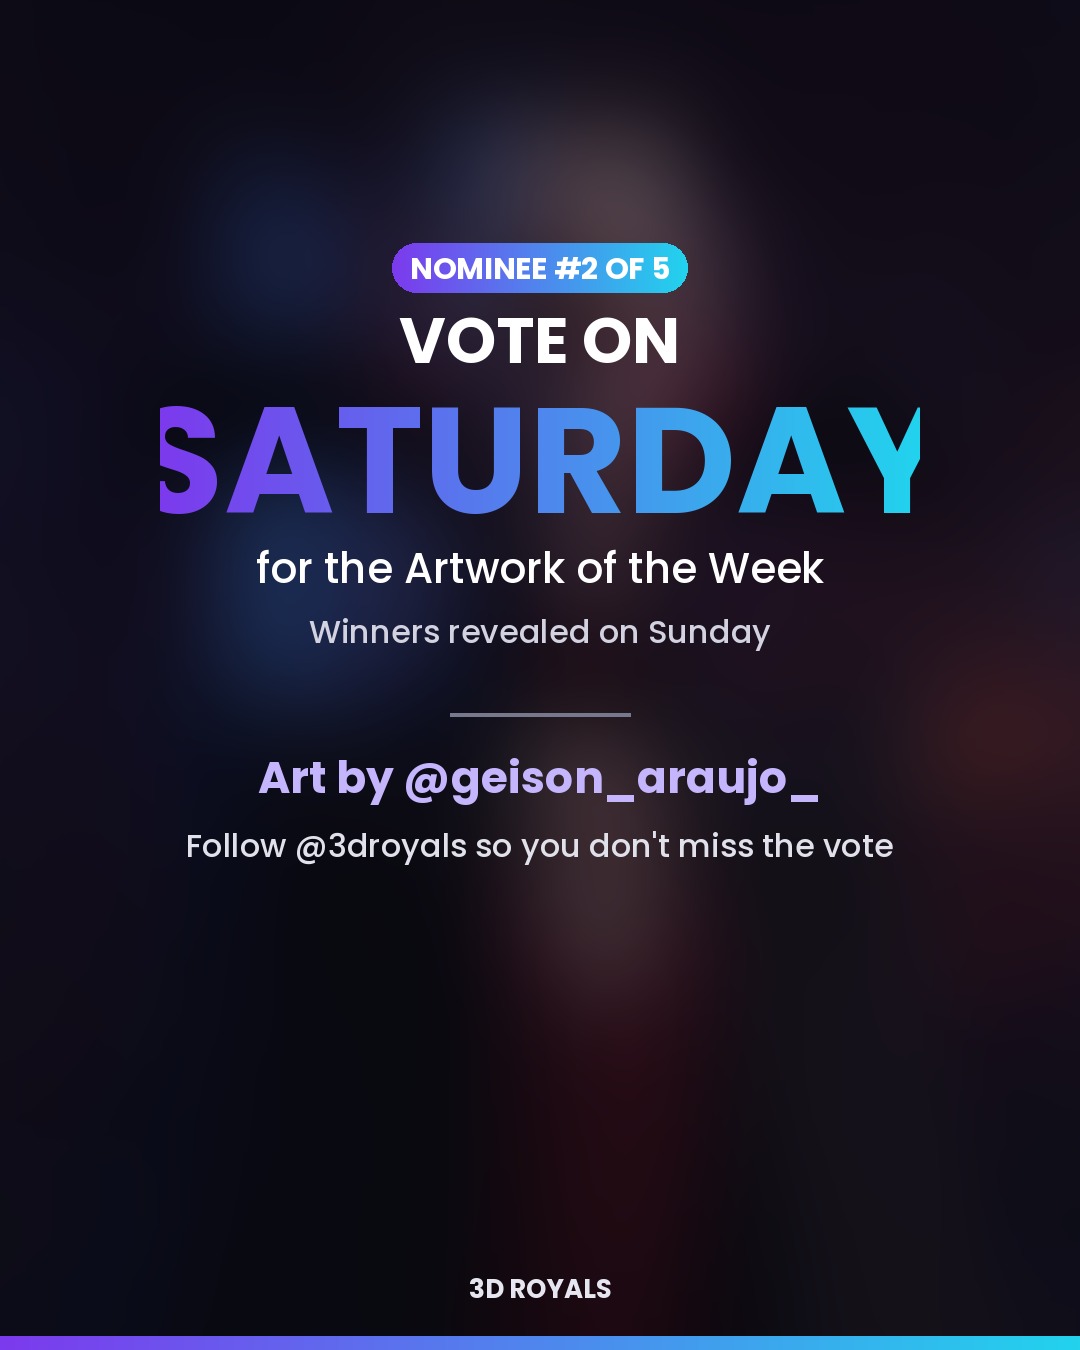 NOMINEE #2 OF 5
VOTE ON
SATURDAY
for the Artwork of the Week
Winners revealed on Sunday
Art by @geison_araujo_
Follow @3droyals so you don't miss the vote
3D ROYALS